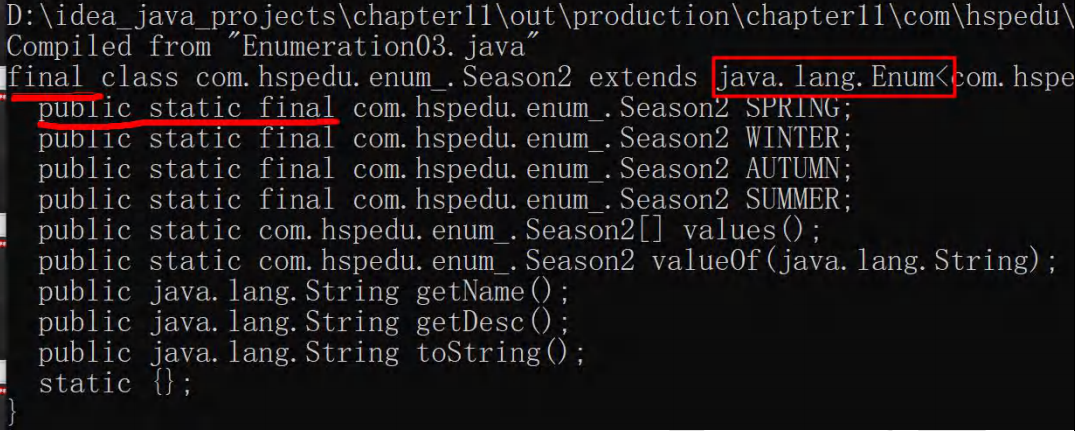 D:\idea_java_projects\chapter11\out\production\chapter11\com\hspedu\
Compiled from "Enumeration03.java"
final class com.hspedu.enum_.Season2 extends java.lang.Enum<com.hspe
  public static final com.hspedu.enum_.Season2 SPRING;
  public static final com.hspedu.enum_.Season2 WINTER;
  public static final com.hspedu.enum_.Season2 AUTUMN;
  public static final com.hspedu.enum_.Season2 SUMMER;
  public static com.hspedu.enum_.Season2[] values();
  public static com.hspedu.enum_.Season2 valueOf(java.lang.String);
  public java.lang.String getName();
  public java.lang.String getDesc();
  public java.lang.String toString();
  static {};
}